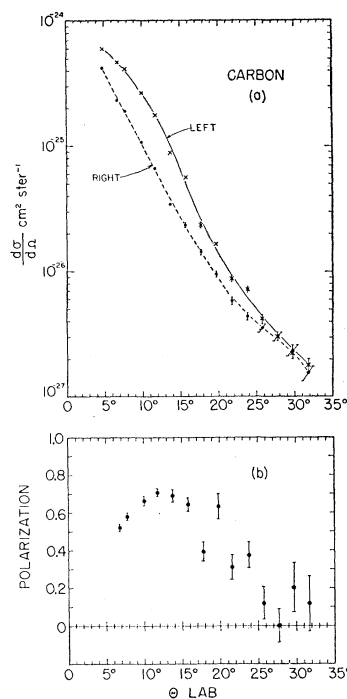 10⁻²⁴
CARBON
(a)
LEFT
10⁻²⁵
RIGHT
dσ/dΩ cm² ster⁻¹
10⁻²⁶
10⁻²⁷
0 5° 10° 15° 20° 25° 30° 35°
1.0
(b)
0.8
POLARIZATION
0.6
0.4
0.2
0
0 5° 10° 15° 20° 25° 30° 35°
Θ LAB